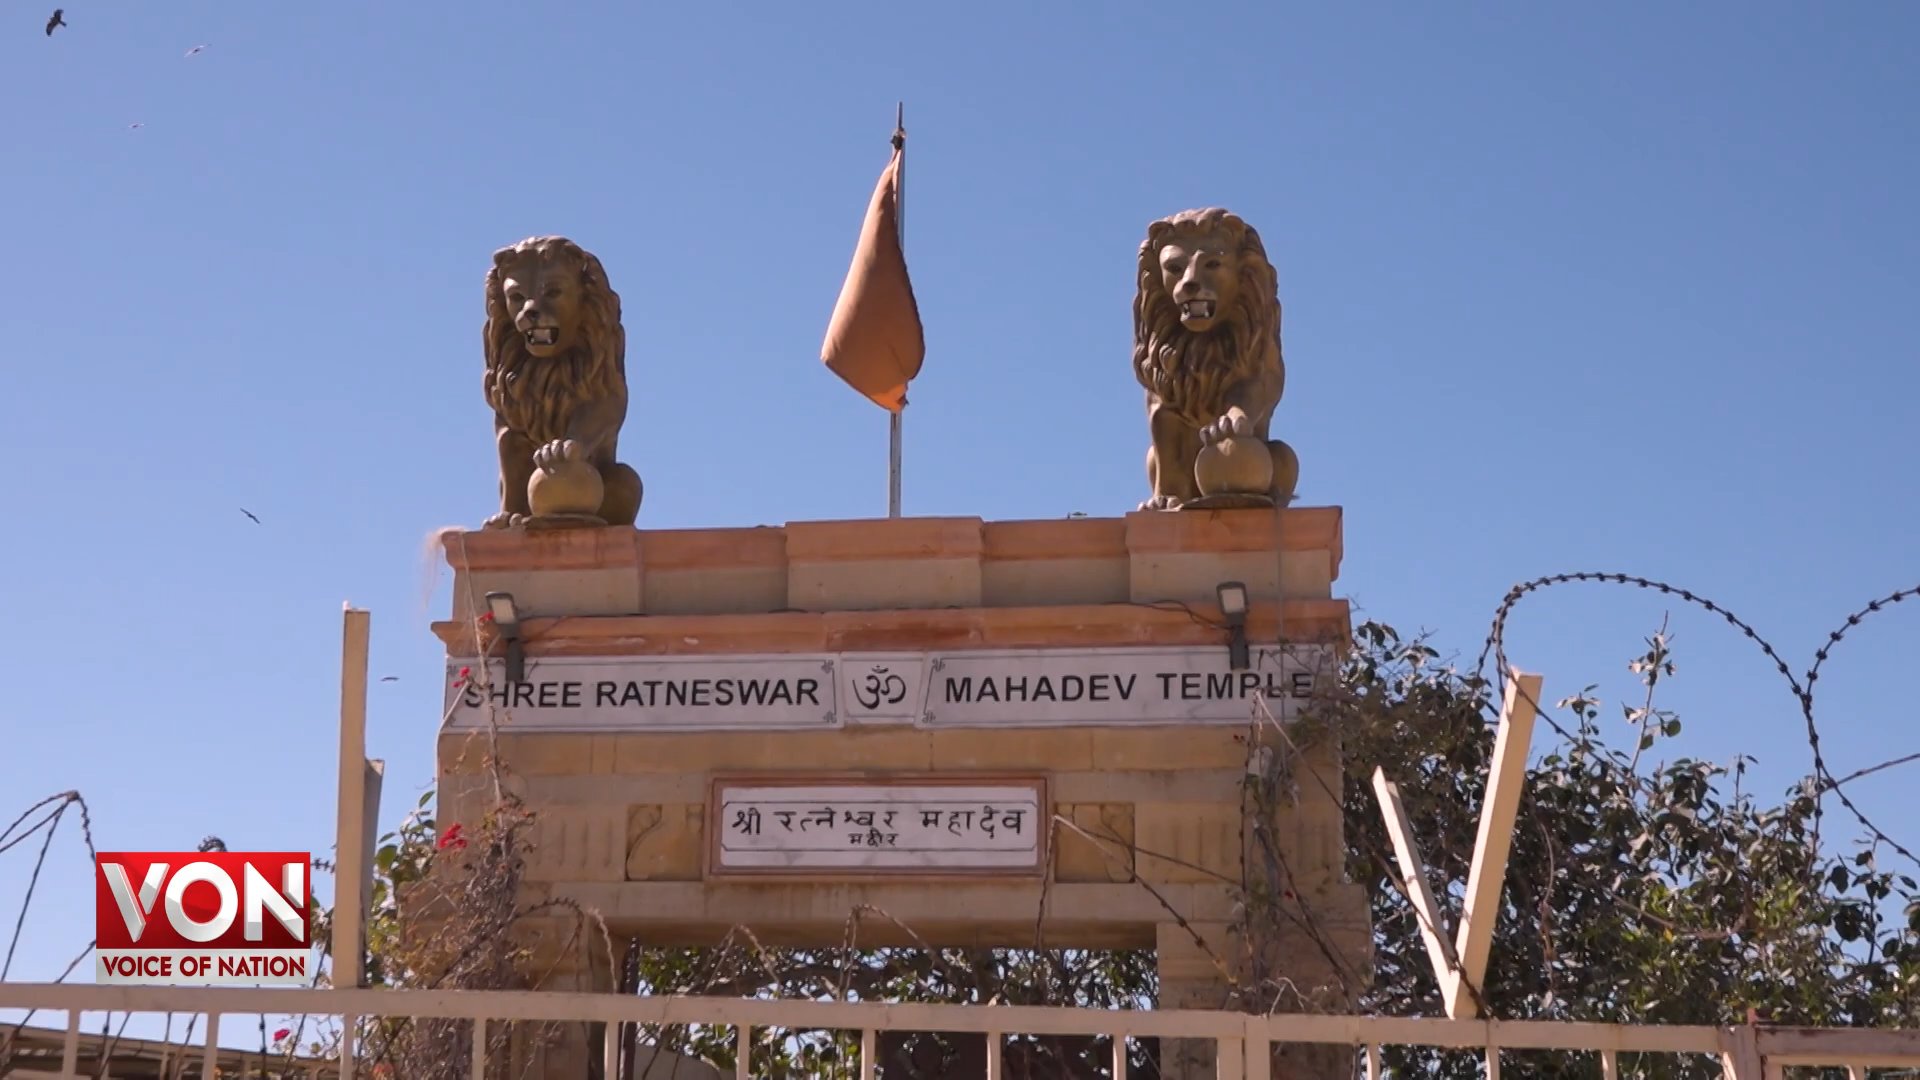 SHREE RATNESWAR ॐ MAHADEV TEMPLE
श्री रत्नेश्वर महादेव
मंदीर
VON
VOICE OF NATION